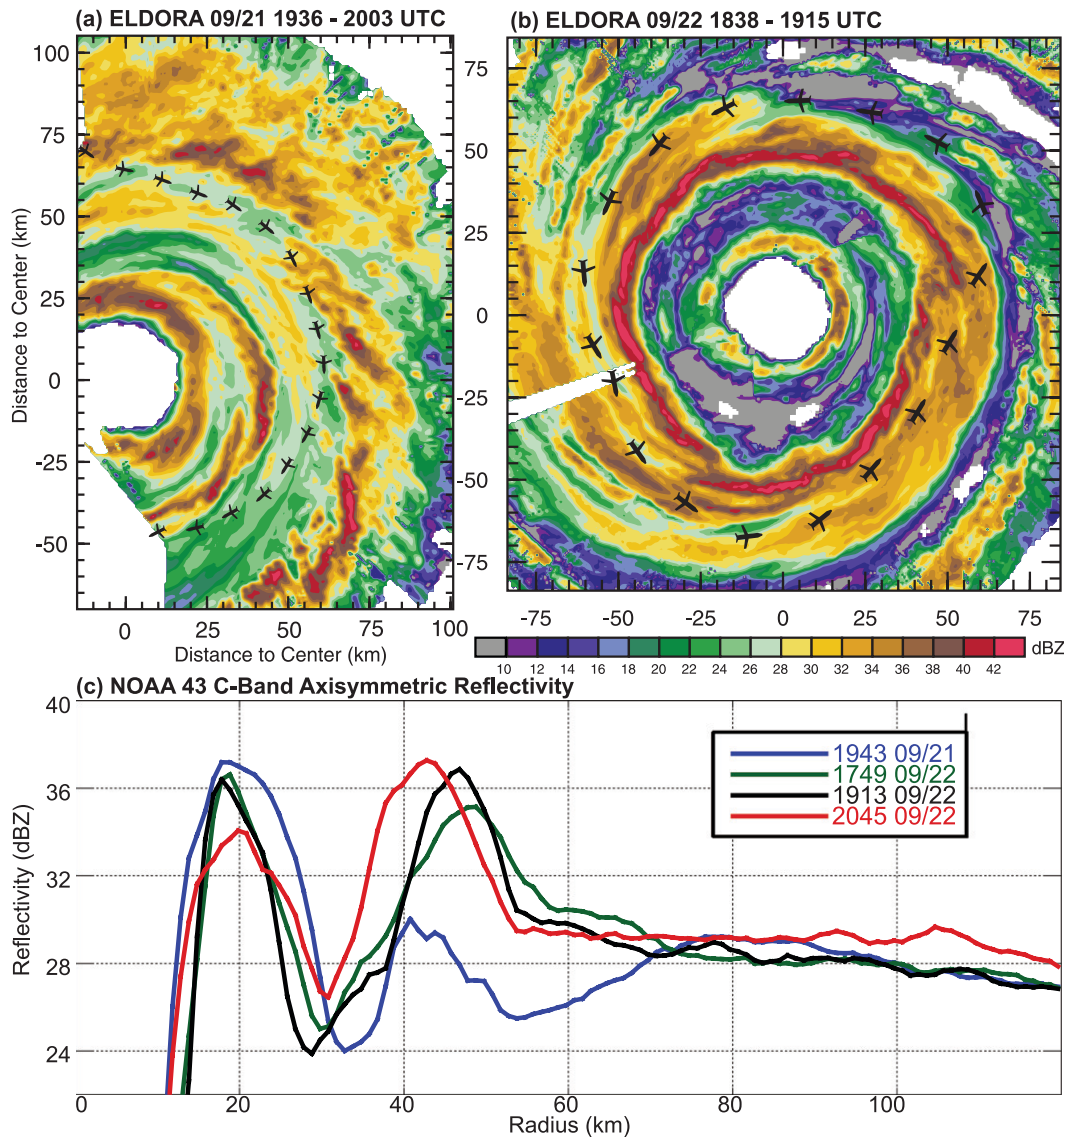 (a) ELDORA 09/21 1936 - 2003 UTC
(b) ELDORA 09/22 1838 - 1915 UTC
Distance to Center (km)
100
75
50
25
0
-25
-50
0 25 50 75 100
Distance to Center (km)
75
50
25
0
-25
-50
-75
-75 -50 -25 0 25 50 75
10 12 14 16 18 20 22 24 26 28 30 32 34 36 38 40 42 dBZ
(c) NOAA 43 C-Band Axisymmetric Reflectivity
Reflectivity (dBZ)
40
36
32
28
24
1943 09/21
1749 09/22
1913 09/22
2045 09/22
0 20 40 60 80 100
Radius (km)